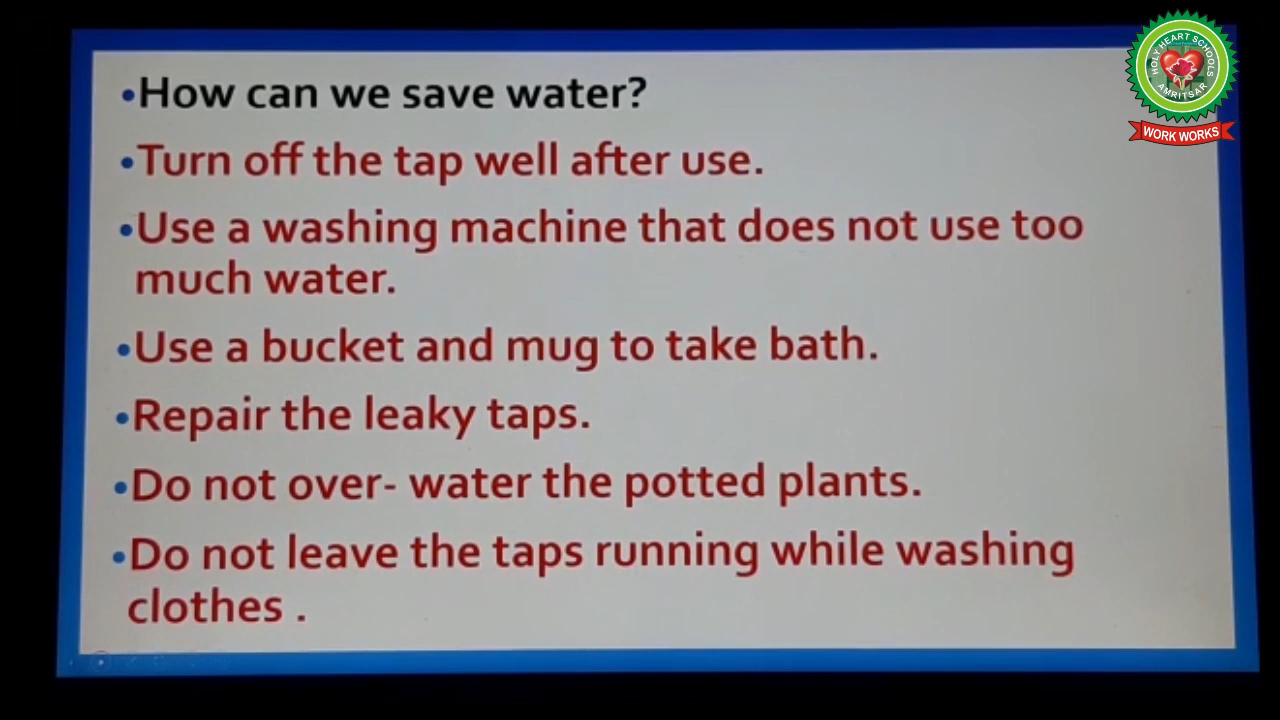 •How can we save water?
•Turn off the tap well after use.
•Use a washing machine that does not use too
much water.
•Use a bucket and mug to take bath.
•Repair the leaky taps.
•Do not over- water the potted plants.
•Do not leave the taps running while washing
clothes .
HOLY HEART SCHOOLS
AMRITSAR
WORK WORKS